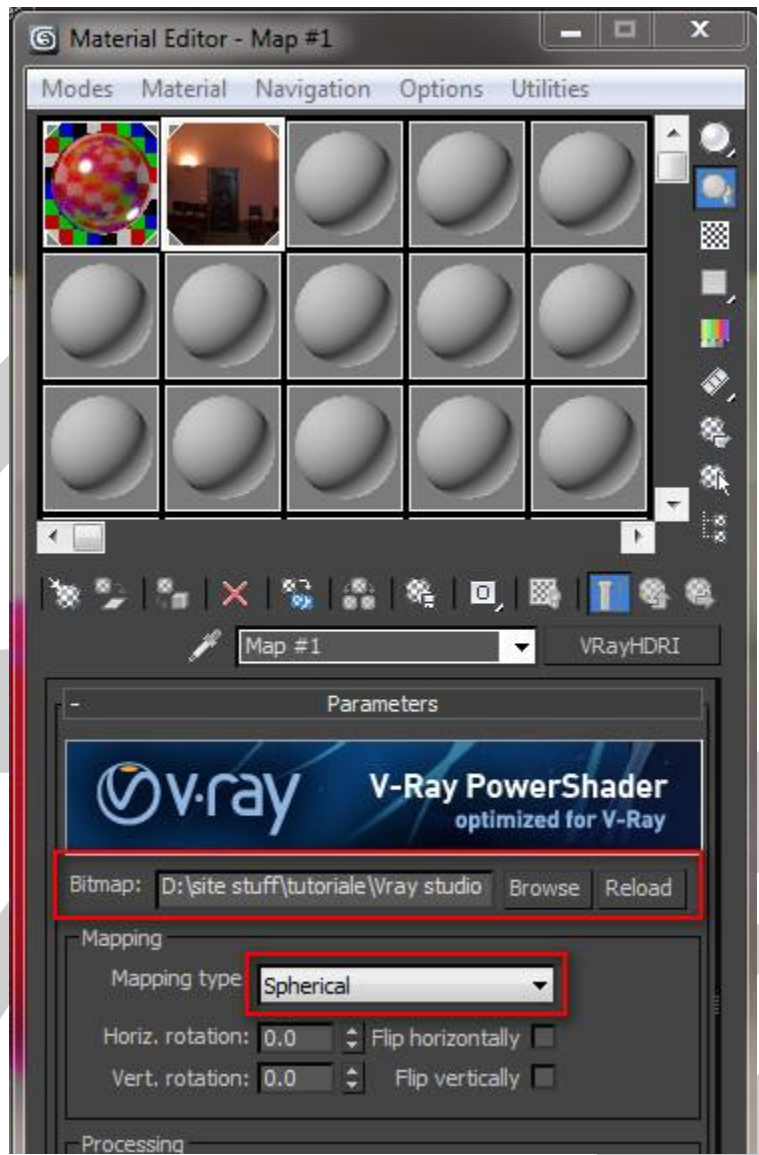 Material Editor - Map #1
Modes Material Navigation Options Utilities
Map #1 VRayHDRI
- Parameters
v·ray V-Ray PowerShader
optimized for V-Ray
Bitmap: D:\site stuff\tutoriale\Vray studio Browse Reload
Mapping
Mapping type Spherical
Horiz. rotation: 0.0 Flip horizontally
Vert. rotation: 0.0 Flip vertically
Processing